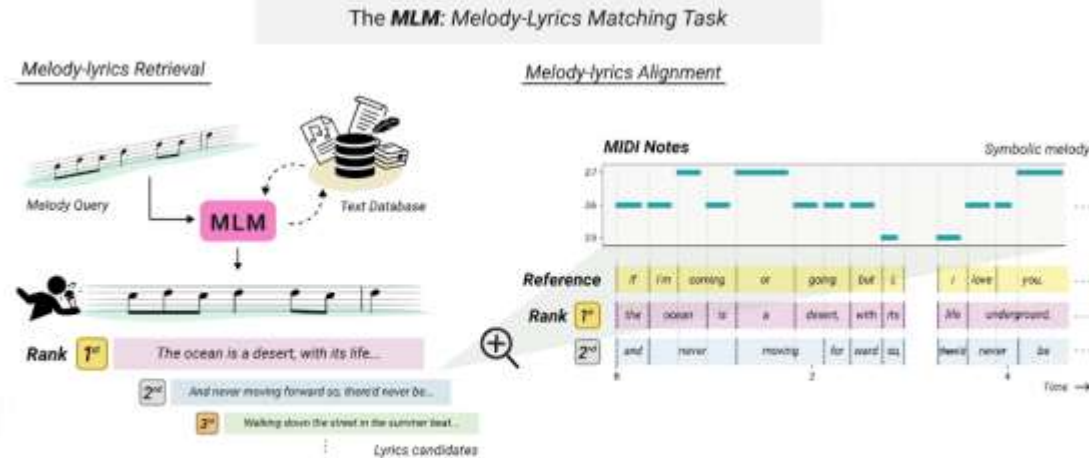 The MLM: Melody-Lyrics Matching Task
Melody-lyrics Retrieval
Melody Query
Text Database
MLM
Rank 1st The ocean is a desert, with its life...
2nd And never moving forward so, there'd never be...
3rd Walking down the street in the summer heat...
Lyrics candidates
Melody-lyrics Alignment
MIDI Notes
Symbolic melody
Reference If I'm coming or going but I, I love you,
Rank 1st the ocean is a desert, with its life underground,
2nd and never moving for ward so, there'd never be
0 2 4
Time